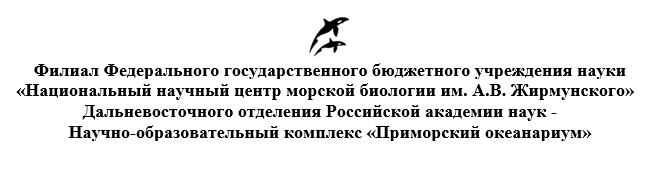 Филиал Федерального государственного бюджетного учреждения науки
«Национальный научный центр морской биологии им. А.В. Жирмунского»
Дальневосточного отделения Российской академии наук -
Научно-образовательный комплекс «Приморский океанариум»